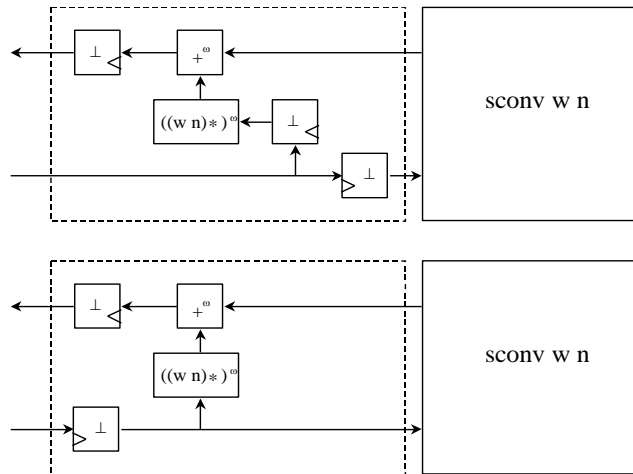 ⊥ +^ω
sconv w n
((w n)∗)^ω ⊥
⊥
⊥ +^ω
sconv w n
((w n)∗)^ω
⊥